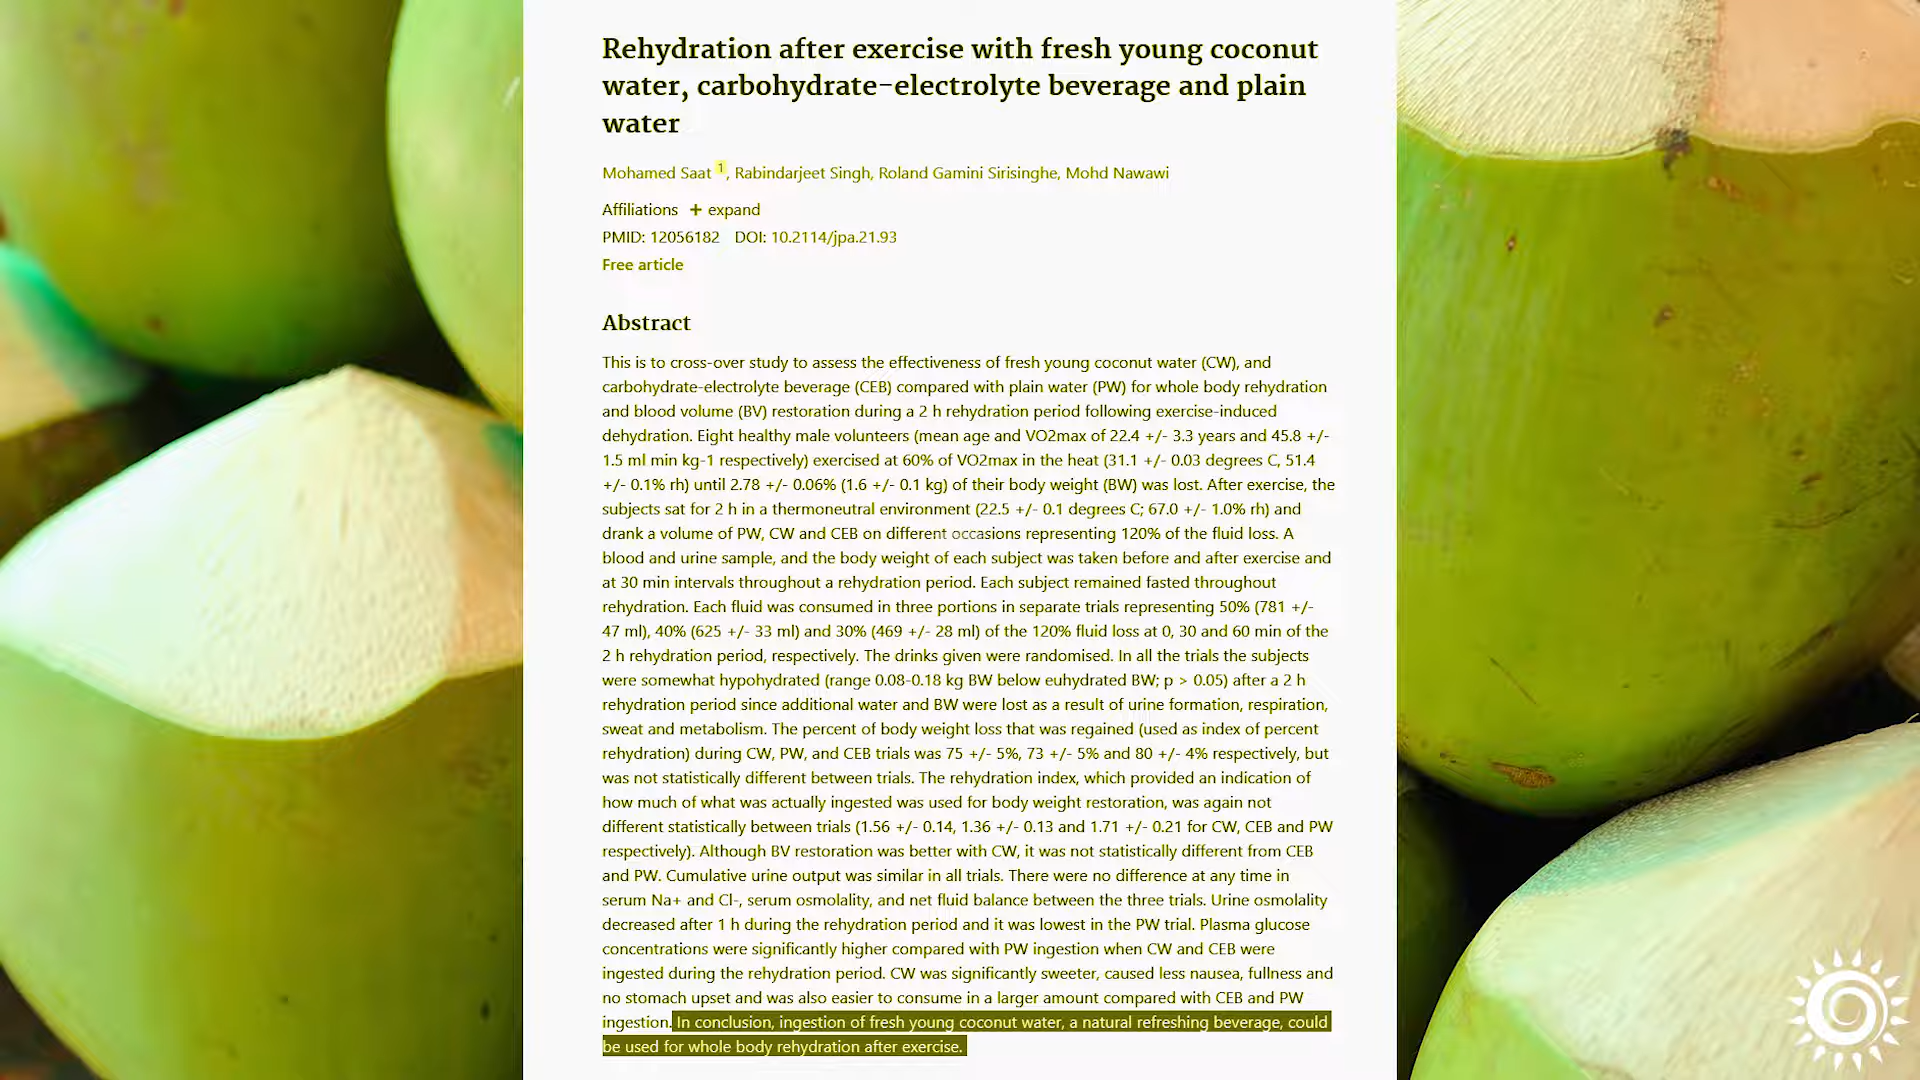 Rehydration after exercise with fresh young coconut
water, carbohydrate-electrolyte beverage and plain
water
Mohamed Saat 1, Rabindarjeet Singh, Roland Gamini Sirisinghe, Mohd Nawawi
Affiliations + expand
PMID: 12056182 DOI: 10.2114/jpa.21.93
Free article
Abstract
This is to cross-over study to assess the effectiveness of fresh young coconut water (CW), and
carbohydrate-electrolyte beverage (CEB) compared with plain water (PW) for whole body rehydration
and blood volume (BV) restoration during a 2 h rehydration period following exercise-induced
dehydration. Eight healthy male volunteers (mean age and VO2max of 22.4 +/- 3.3 years and 45.8 +/-
1.5 ml min kg-1 respectively) exercised at 60% of VO2max in the heat (31.1 +/- 0.03 degrees C, 51.4
+/- 0.1% rh) until 2.78 +/- 0.06% (1.6 +/- 0.1 kg) of their body weight (BW) was lost. After exercise, the
subjects sat for 2 h in a thermoneutral environment (22.5 +/- 0.1 degrees C; 67.0 +/- 1.0% rh) and
drank a volume of PW, CW and CEB on different occasions representing 120% of the fluid loss. A
blood and urine sample, and the body weight of each subject was taken before and after exercise and
at 30 min intervals throughout a rehydration period. Each subject remained fasted throughout
rehydration. Each fluid was consumed in three portions in separate trials representing 50% (781 +/-
47 ml), 40% (625 +/- 33 ml) and 30% (469 +/- 28 ml) of the 120% fluid loss at 0, 30 and 60 min of the
2 h rehydration period, respectively. The drinks given were randomised. In all the trials the subjects
were somewhat hypohydrated (range 0.08-0.18 kg BW below euhydrated BW; p > 0.05) after a 2 h
rehydration period since additional water and BW were lost as a result of urine formation, respiration,
sweat and metabolism. The percent of body weight loss that was regained (used as index of percent
rehydration) during CW, PW, and CEB trials was 75 +/- 5%, 73 +/- 5% and 80 +/- 4% respectively, but
was not statistically different between trials. The rehydration index, which provided an indication of
how much of what was actually ingested was used for body weight restoration, was again not
different statistically between trials (1.56 +/- 0.14, 1.36 +/- 0.13 and 1.71 +/- 0.21 for CW, CEB and PW
respectively). Although BV restoration was better with CW, it was not statistically different from CEB
and PW. Cumulative urine output was similar in all trials. There were no difference at any time in
serum Na+ and Cl-, serum osmolality, and net fluid balance between the three trials. Urine osmolality
decreased after 1 h during the rehydration period and it was lowest in the PW trial. Plasma glucose
concentrations were significantly higher compared with PW ingestion when CW and CEB were
ingested during the rehydration period. CW was significantly sweeter, caused less nausea, fullness and
no stomach upset and was also easier to consume in a larger amount compared with CEB and PW
ingestion. In conclusion, ingestion of fresh young coconut water, a natural refreshing beverage, could
be used for whole body rehydration after exercise.